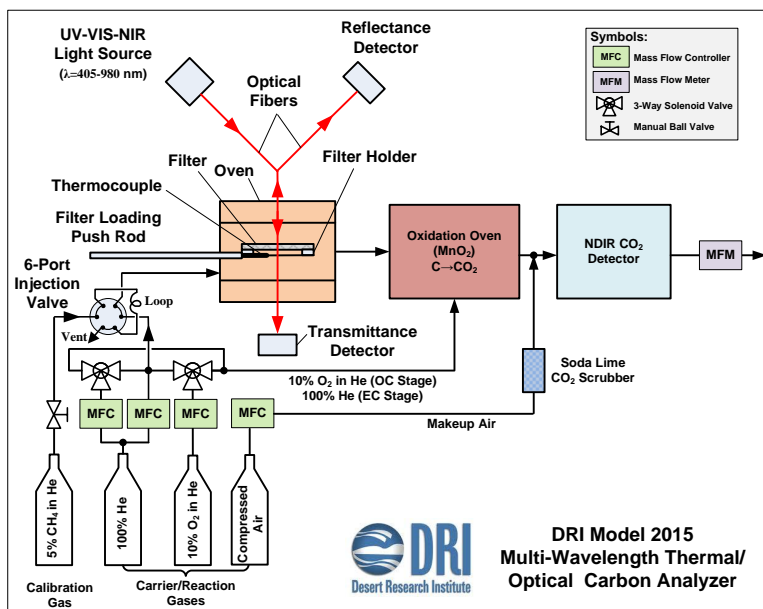 UV-VIS-NIR
Light Source
(λ=405-980 nm)
Reflectance
Detector
Optical
Fibers
Symbols:
MFC Mass Flow Controller
MFM Mass Flow Meter
3-Way Solenoid Valve
Manual Ball Valve
Filter Holder
Oven
Filter
Thermocouple
Filter Loading
Push Rod
6-Port
Injection
Valve
Loop
Vent
Oxidation Oven
(MnO₂)
C→CO₂
NDIR CO₂
Detector
MFM
Transmittance
Detector
10% O₂ in He (OC Stage)
100% He (EC Stage)
Soda Lime
CO₂ Scrubber
Makeup Air
MFC
MFC
MFC
MFC
5% CH₄ in He
100% He
10% O₂ in He
Compressed
Air
Calibration
Gas
Carrier/Reaction
Gases
DRI
Desert Research Institute
DRI Model 2015
Multi-Wavelength Thermal/
Optical Carbon Analyzer